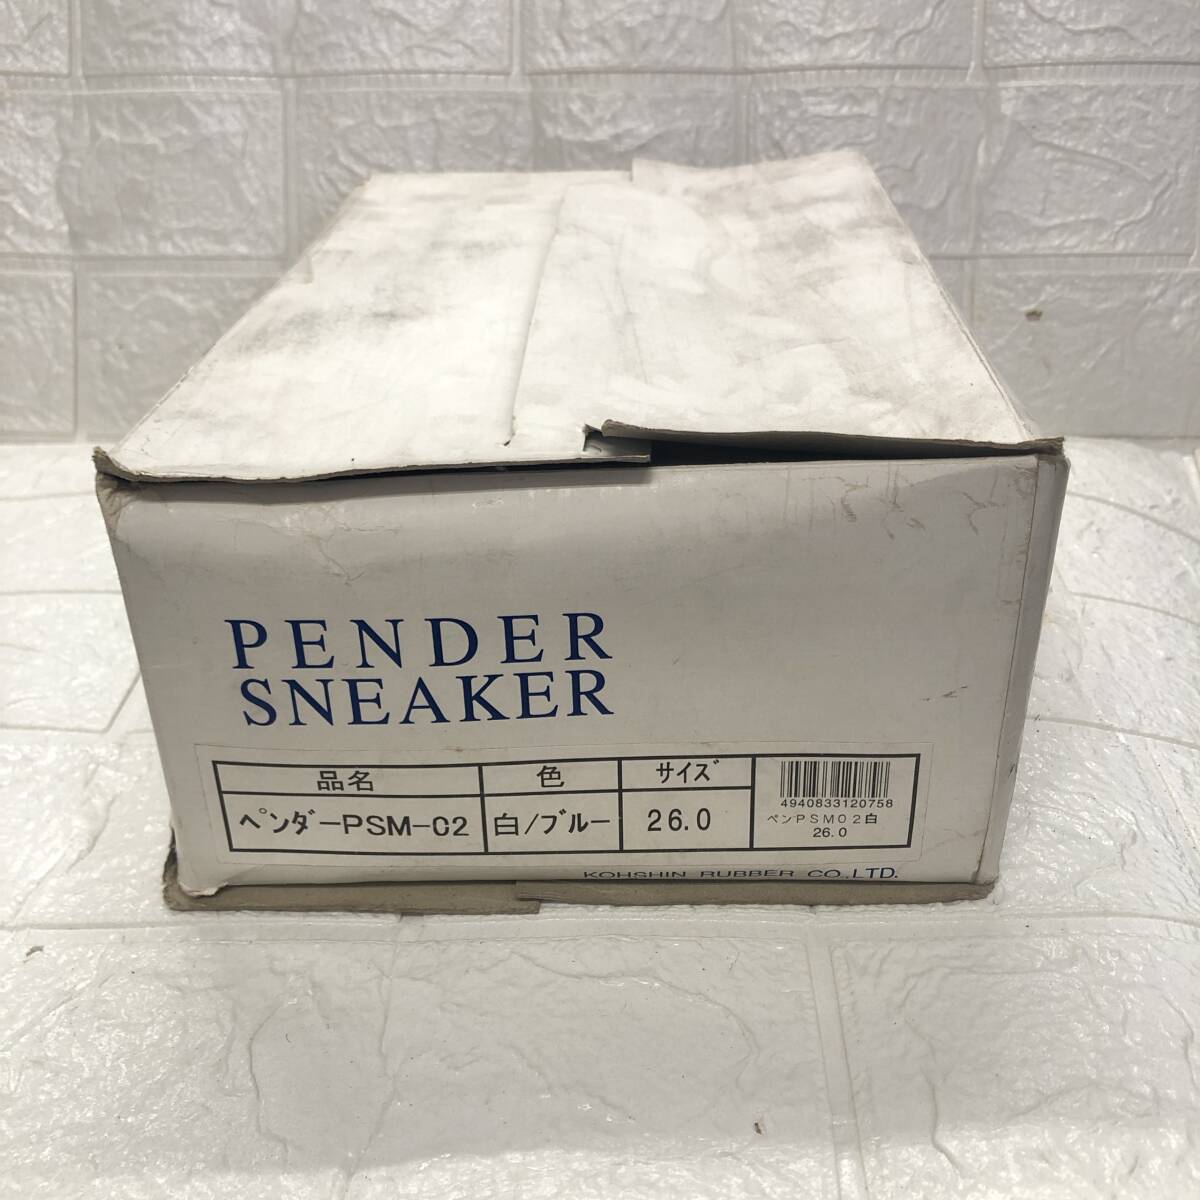 PENDER
SNEAKER
品名 色 サイズ
ペンダーPSM-02 白/ブルー 26.0
4940833120758
ペンPSM02白
26.0
KOHSHIN RUBBER CO.,LTD.